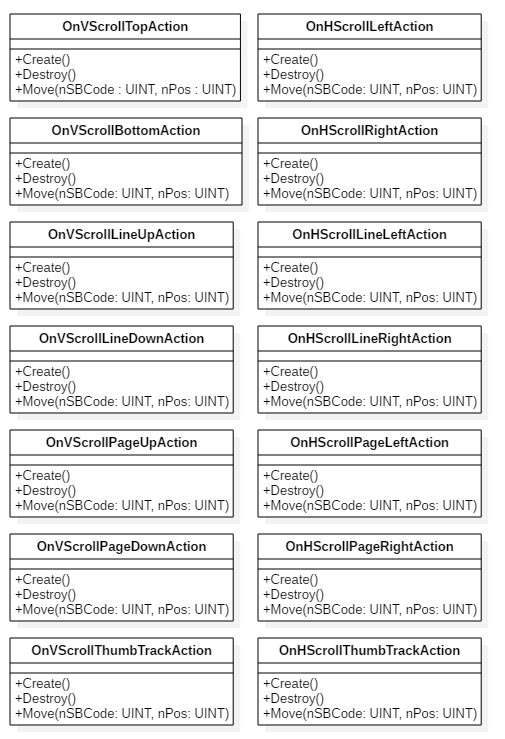 OnVScrollTopAction
+Create()
+Destroy()
+Move(nSBCode : UINT, nPos : UINT)
OnHScrollLeftAction
+Create()
+Destroy()
+Move(nSBCode: UINT, nPos: UINT)
OnVScrollBottomAction
+Create()
+Destroy()
+Move(nSBCode: UINT, nPos: UINT)
OnHScrollRightAction
+Create()
+Destroy()
+Move(nSBCode: UINT, nPos: UINT)
OnVScrollLineUpAction
+Create()
+Destroy()
+Move(nSBCode: UINT, nPos: UINT)
OnHScrollLineLeftAction
+Create()
+Destroy()
+Move(nSBCode: UINT, nPos: UINT)
OnVScrollLineDownAction
+Create()
+Destroy()
+Move(nSBCode: UINT, nPos: UINT)
OnHScrollLineRightAction
+Create()
+Destroy()
+Move(nSBCode: UINT, nPos: UINT)
OnVScrollPageUpAction
+Create()
+Destroy()
+Move(nSBCode: UINT, nPos: UINT)
OnHScrollPageLeftAction
+Create()
+Destroy()
+Move(nSBCode: UINT, nPos: UINT)
OnVScrollPageDownAction
+Create()
+Destroy()
+Move(nSBCode: UINT, nPos: UINT)
OnHScrollPageRightAction
+Create()
+Destroy()
+Move(nSBCode: UINT, nPos: UINT)
OnVScrollThumbTrackAction
+Create()
+Destroy()
+Move(nSBCode: UINT, nPos: UINT)
OnHScrollThumbTrackAction
+Create()
+Destroy()
+Move(nSBCode: UINT, nPos: UINT)